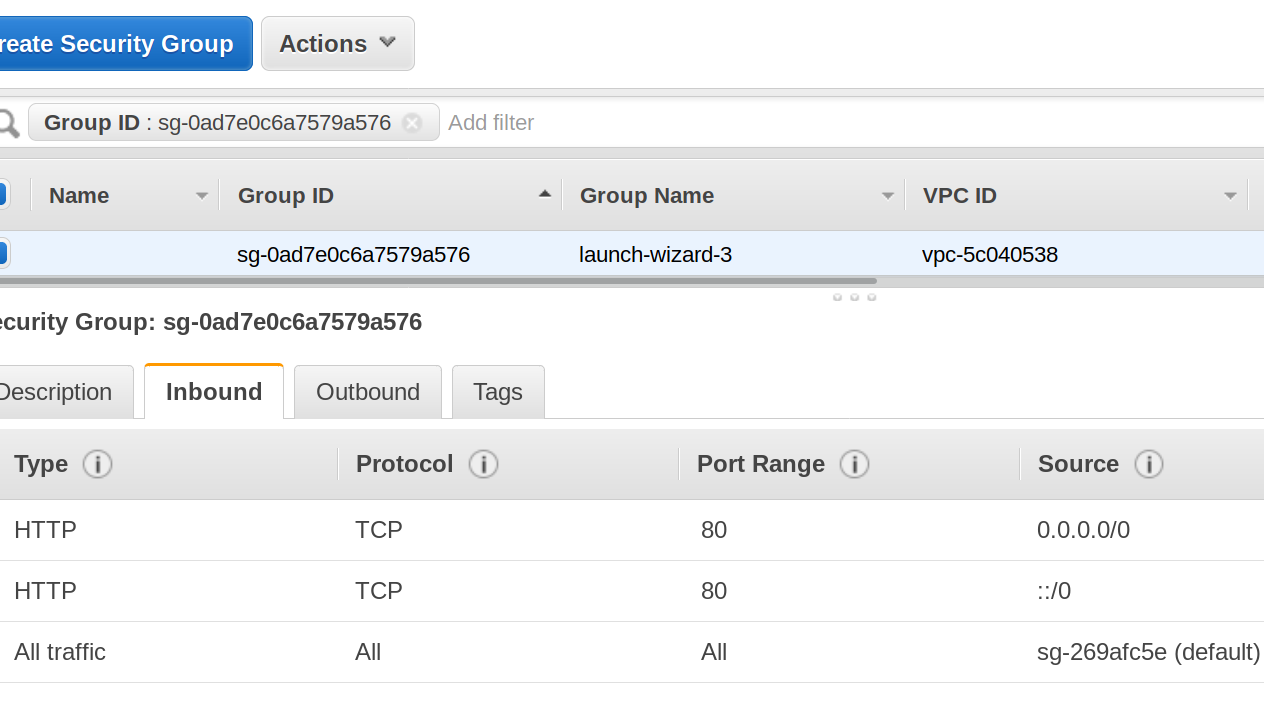 reate Security Group Actions
Group ID : sg-0ad7e0c6a7579a576 Add filter
Name Group ID Group Name VPC ID
sg-0ad7e0c6a7579a576 launch-wizard-3 vpc-5c040538
ecurity Group: sg-0ad7e0c6a7579a576
Description Inbound Outbound Tags
Type Protocol Port Range Source
HTTP TCP 80 0.0.0.0/0
HTTP TCP 80 ::/0
All traffic All All sg-269afc5e (default)